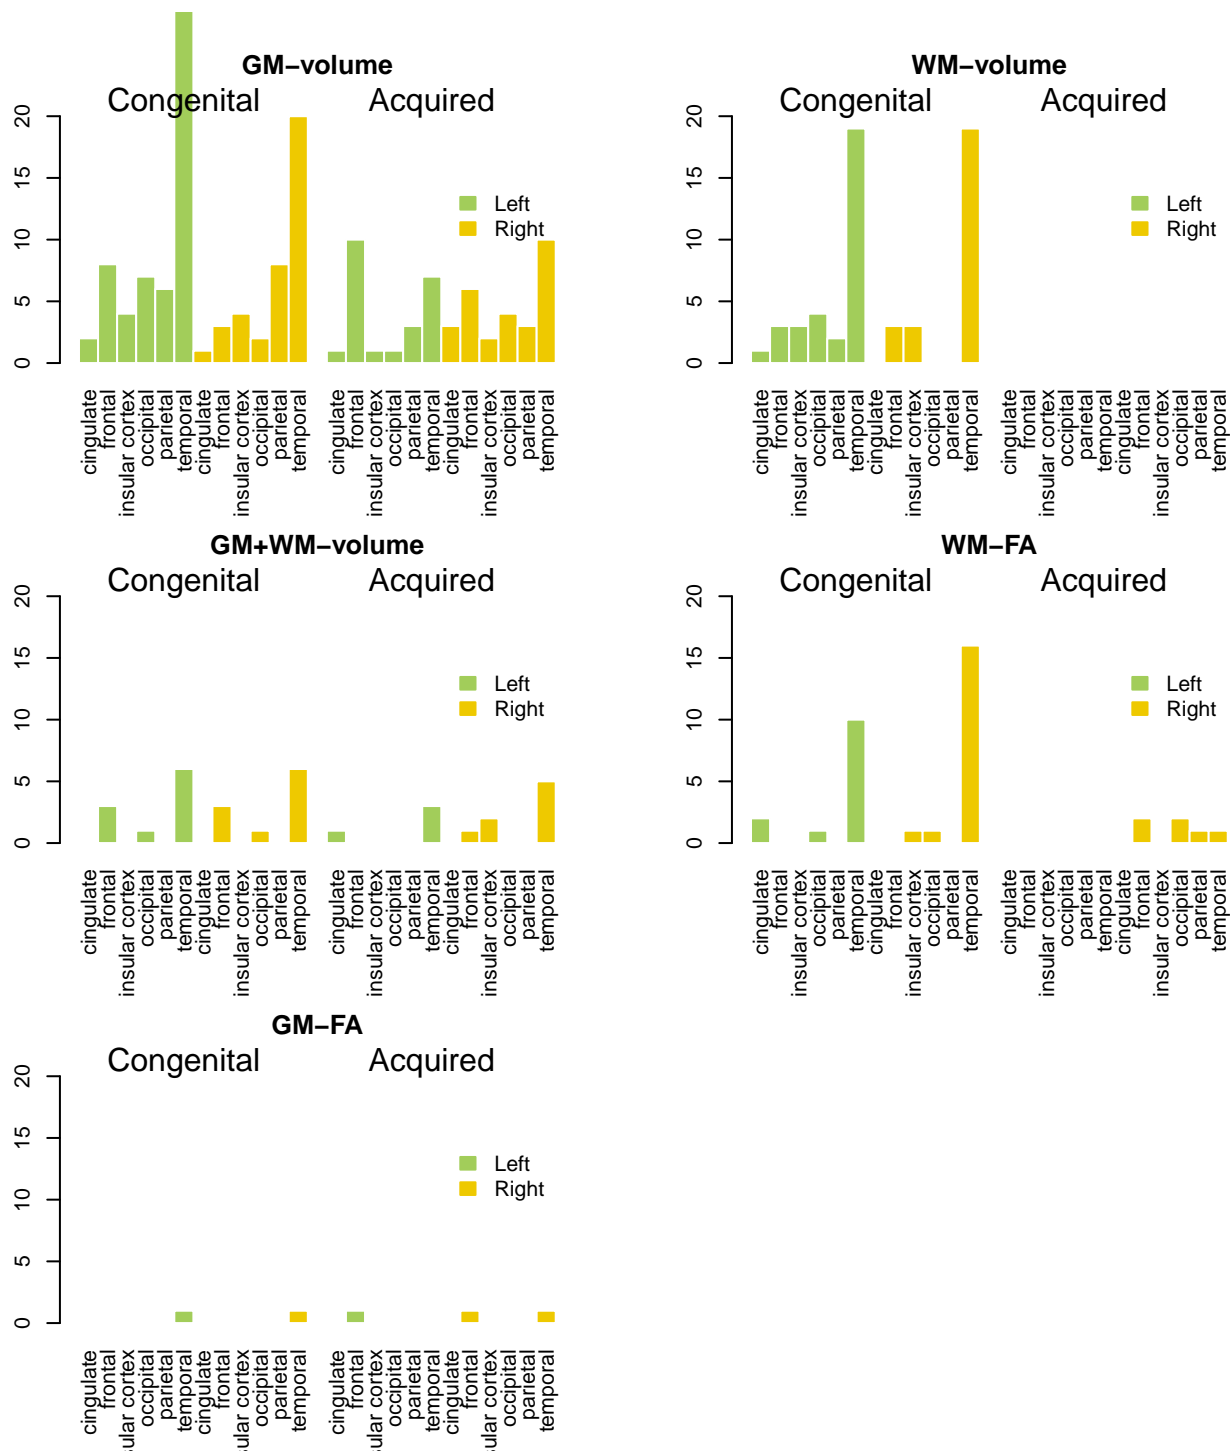 GM−volume
Congenital Acquired
20
15
10
5
0
Left
Right
cingulate
frontal
insular cortex
occipital
parietal
temporal
cingulate
frontal
insular cortex
occipital
parietal
temporal
cingulate
frontal
insular cortex
occipital
parietal
temporal
cingulate
frontal
insular cortex
occipital
parietal
temporal
WM−volume
Congenital Acquired
20
15
10
5
0
Left
Right
cingulate
frontal
insular cortex
occipital
parietal
temporal
cingulate
frontal
insular cortex
occipital
parietal
temporal
cingulate
frontal
insular cortex
occipital
parietal
temporal
cingulate
frontal
insular cortex
occipital
parietal
temporal
GM+WM−volume
Congenital Acquired
20
15
10
5
0
Left
Right
cingulate
frontal
insular cortex
occipital
parietal
temporal
cingulate
frontal
insular cortex
occipital
parietal
temporal
cingulate
frontal
insular cortex
occipital
parietal
temporal
cingulate
frontal
insular cortex
occipital
parietal
temporal
WM−FA
Congenital Acquired
20
15
10
5
0
Left
Right
cingulate
frontal
insular cortex
occipital
parietal
temporal
cingulate
frontal
insular cortex
occipital
parietal
temporal
cingulate
frontal
insular cortex
occipital
parietal
temporal
cingulate
frontal
insular cortex
occipital
parietal
temporal
GM−FA
Congenital Acquired
20
15
10
5
0
Left
Right
cingulate
frontal
sular cortex
occipital
parietal
temporal
cingulate
frontal
sular cortex
occipital
parietal
temporal
cingulate
frontal
sular cortex
occipital
parietal
temporal
cingulate
frontal
sular cortex
occipital
parietal
temporal